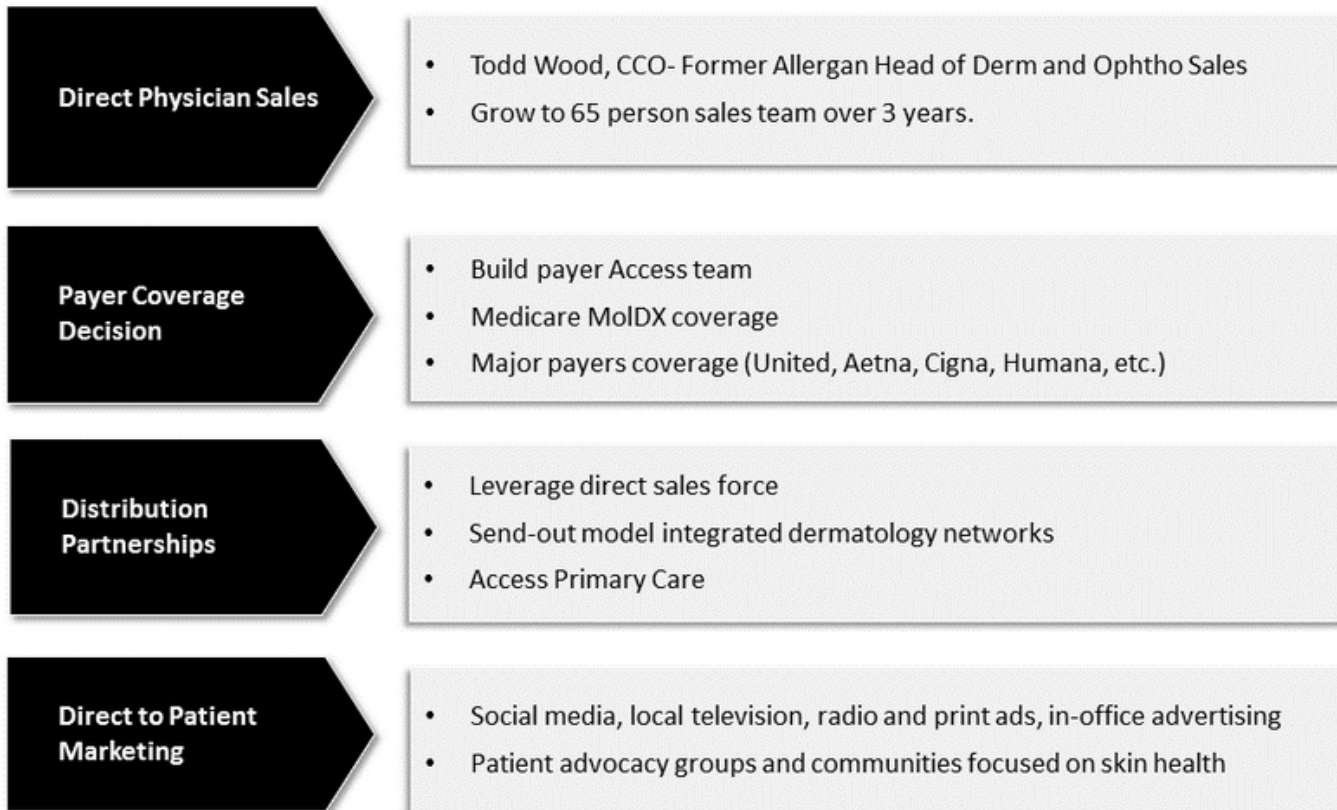 Direct Physician Sales
• Todd Wood, CCO- Former Allergan Head of Derm and Ophtho Sales
• Grow to 65 person sales team over 3 years.
Payer Coverage
Decision
• Build payer Access team
• Medicare MolDX coverage
• Major payers coverage (United, Aetna, Cigna, Humana, etc.)
Distribution
Partnerships
• Leverage direct sales force
• Send-out model integrated dermatology networks
• Access Primary Care
Direct to Patient
Marketing
• Social media, local television, radio and print ads, in-office advertising
• Patient advocacy groups and communities focused on skin health